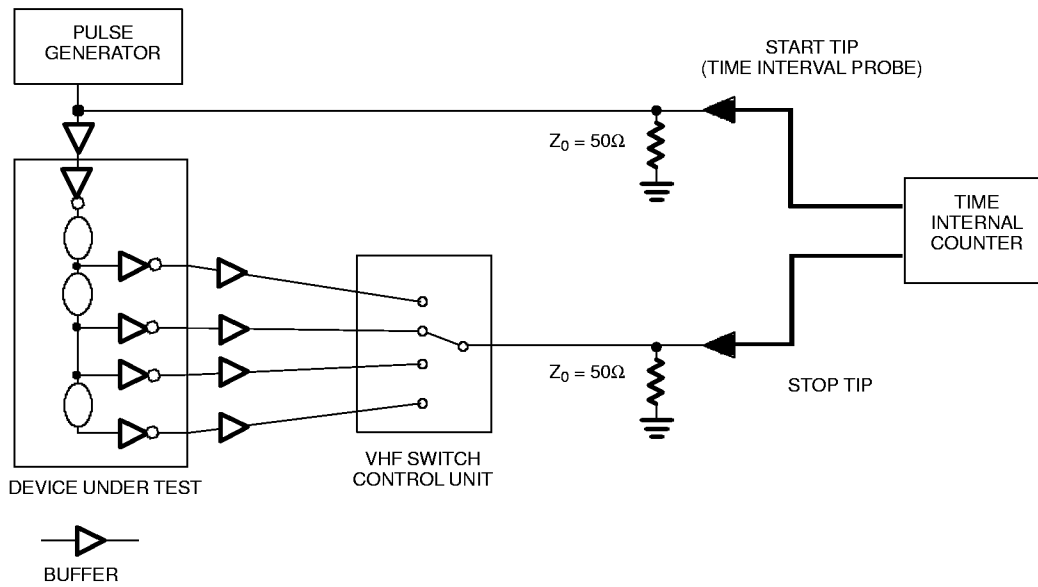 PULSE
GENERATOR
START TIP
(TIME INTERVAL PROBE)
Z0 = 50Ω
TIME
INTERNAL
COUNTER
Z0 = 50Ω
STOP TIP
VHF SWITCH
CONTROL UNIT
DEVICE UNDER TEST
BUFFER